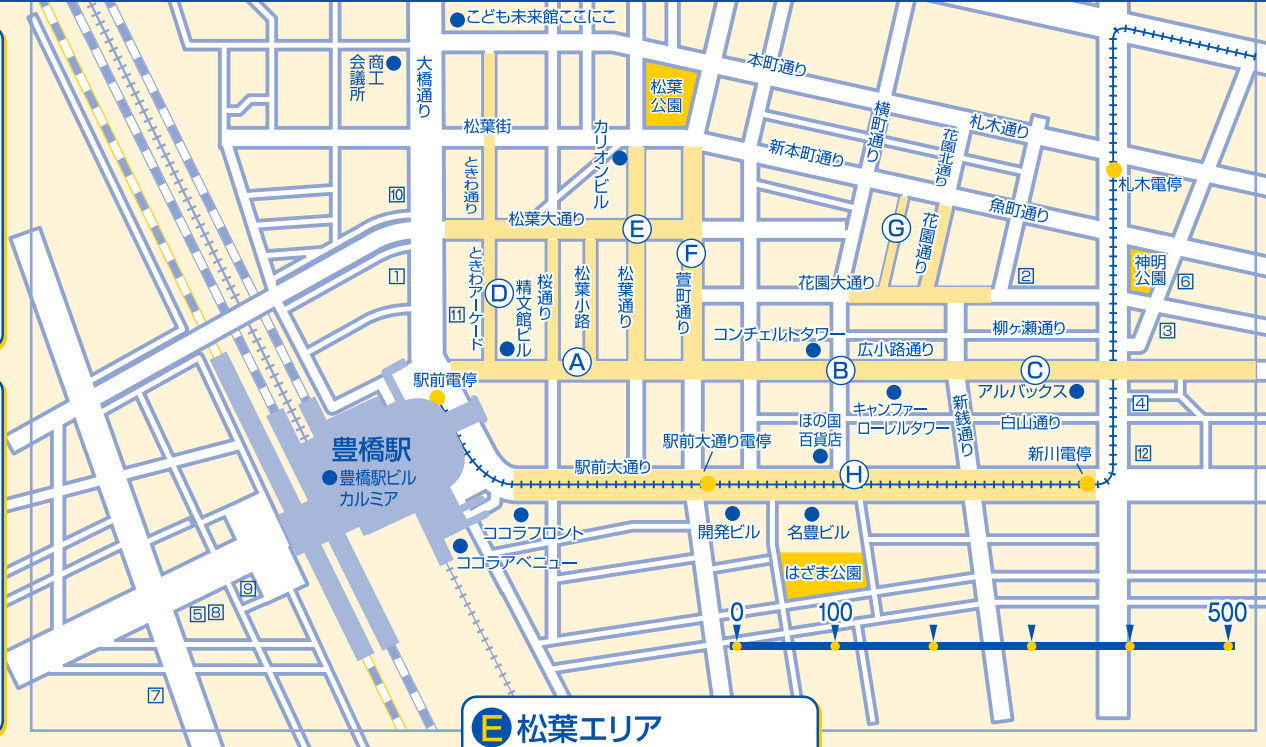 こども未来館ここにこ
商工
会議所
大橋通り
松葉
公園
本町通り
横町通り
札木通り
花園北通り
松葉街
カリオンビル
新本町通り
ときわ通り
札木電停
10
松葉大通り
E
魚町通り
G
花園通り
F
ときわアーケード
1
D
精文館ビル
桜通り
松葉小路
松葉通り
萱町通り
花園大通り
2
神明
公園
6
11
コンチェルトタワー
柳ヶ瀬通り
3
広小路通り
A
B
C
駅前電停
アルバックス
キャンファー
ローレルタワー
新銭通り
4
白山通り
ほの国
百貨店
豊橋駅
駅前大通り電停
新川電停
12
豊橋駅ビル
カルミア
駅前大通り
H
ココラフロント
開発ビル
名豊ビル
ココラアベニュー
はざま公園
9
5
8
0
100
500
7
E 松葉エリア